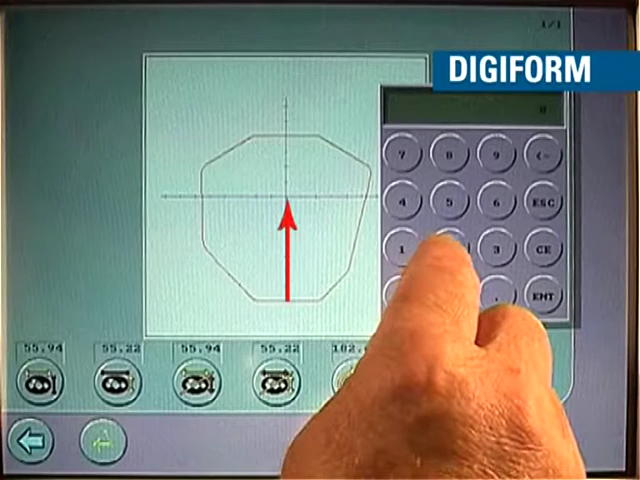 1/1
DIGIFORM
0
7 8 9 (-
4 5 6 ESC
1 3 CE
. ENT
55.94 55.22 55.94 55.22